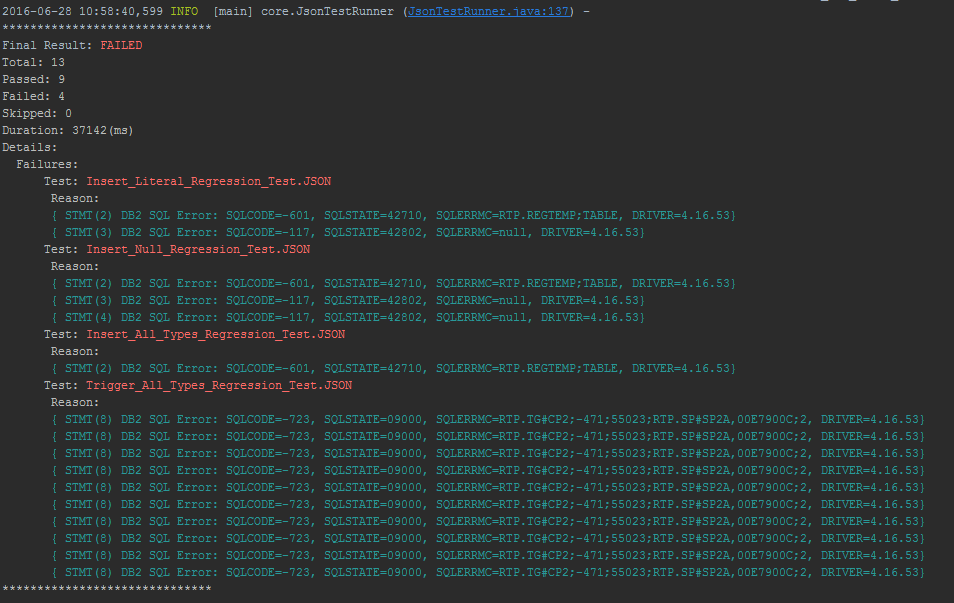 2016-06-28 10:58:40,599 INFO  [main] core.JsonTestRunner (JsonTestRunner.java:137) -
******************************
Final Result: FAILED
Total: 13
Passed: 9
Failed: 4
Skipped: 0
Duration: 37142(ms)
Details:
Failures:
Test: Insert_Literal_Regression_Test.JSON
Reason:
{ STMT(2) DB2 SQL Error: SQLCODE=-601, SQLSTATE=42710, SQLERRMC=RTP.REGTEMP;TABLE, DRIVER=4.16.53}
{ STMT(3) DB2 SQL Error: SQLCODE=-117, SQLSTATE=42802, SQLERRMC=null, DRIVER=4.16.53}
Test: Insert_Null_Regression_Test.JSON
Reason:
{ STMT(2) DB2 SQL Error: SQLCODE=-601, SQLSTATE=42710, SQLERRMC=RTP.REGTEMP;TABLE, DRIVER=4.16.53}
{ STMT(3) DB2 SQL Error: SQLCODE=-117, SQLSTATE=42802, SQLERRMC=null, DRIVER=4.16.53}
{ STMT(4) DB2 SQL Error: SQLCODE=-117, SQLSTATE=42802, SQLERRMC=null, DRIVER=4.16.53}
Test: Insert_All_Types_Regression_Test.JSON
Reason:
{ STMT(2) DB2 SQL Error: SQLCODE=-601, SQLSTATE=42710, SQLERRMC=RTP.REGTEMP;TABLE, DRIVER=4.16.53}
Test: Trigger_All_Types_Regression_Test.JSON
Reason:
{ STMT(8) DB2 SQL Error: SQLCODE=-723, SQLSTATE=09000, SQLERRMC=RTP.TG#CP2;-471;55023;RTP.SP#SP2A,00E7900C;2, DRIVER=4.16.53}
{ STMT(8) DB2 SQL Error: SQLCODE=-723, SQLSTATE=09000, SQLERRMC=RTP.TG#CP2;-471;55023;RTP.SP#SP2A,00E7900C;2, DRIVER=4.16.53}
{ STMT(8) DB2 SQL Error: SQLCODE=-723, SQLSTATE=09000, SQLERRMC=RTP.TG#CP2;-471;55023;RTP.SP#SP2A,00E7900C;2, DRIVER=4.16.53}
{ STMT(8) DB2 SQL Error: SQLCODE=-723, SQLSTATE=09000, SQLERRMC=RTP.TG#CP2;-471;55023;RTP.SP#SP2A,00E7900C;2, DRIVER=4.16.53}
{ STMT(8) DB2 SQL Error: SQLCODE=-723, SQLSTATE=09000, SQLERRMC=RTP.TG#CP2;-471;55023;RTP.SP#SP2A,00E7900C;2, DRIVER=4.16.53}
{ STMT(8) DB2 SQL Error: SQLCODE=-723, SQLSTATE=09000, SQLERRMC=RTP.TG#CP2;-471;55023;RTP.SP#SP2A,00E7900C;2, DRIVER=4.16.53}
{ STMT(8) DB2 SQL Error: SQLCODE=-723, SQLSTATE=09000, SQLERRMC=RTP.TG#CP2;-471;55023;RTP.SP#SP2A,00E7900C;2, DRIVER=4.16.53}
{ STMT(8) DB2 SQL Error: SQLCODE=-723, SQLSTATE=09000, SQLERRMC=RTP.TG#CP2;-471;55023;RTP.SP#SP2A,00E7900C;2, DRIVER=4.16.53}
{ STMT(8) DB2 SQL Error: SQLCODE=-723, SQLSTATE=09000, SQLERRMC=RTP.TG#CP2;-471;55023;RTP.SP#SP2A,00E7900C;2, DRIVER=4.16.53}
{ STMT(8) DB2 SQL Error: SQLCODE=-723, SQLSTATE=09000, SQLERRMC=RTP.TG#CP2;-471;55023;RTP.SP#SP2A,00E7900C;2, DRIVER=4.16.53}
******************************